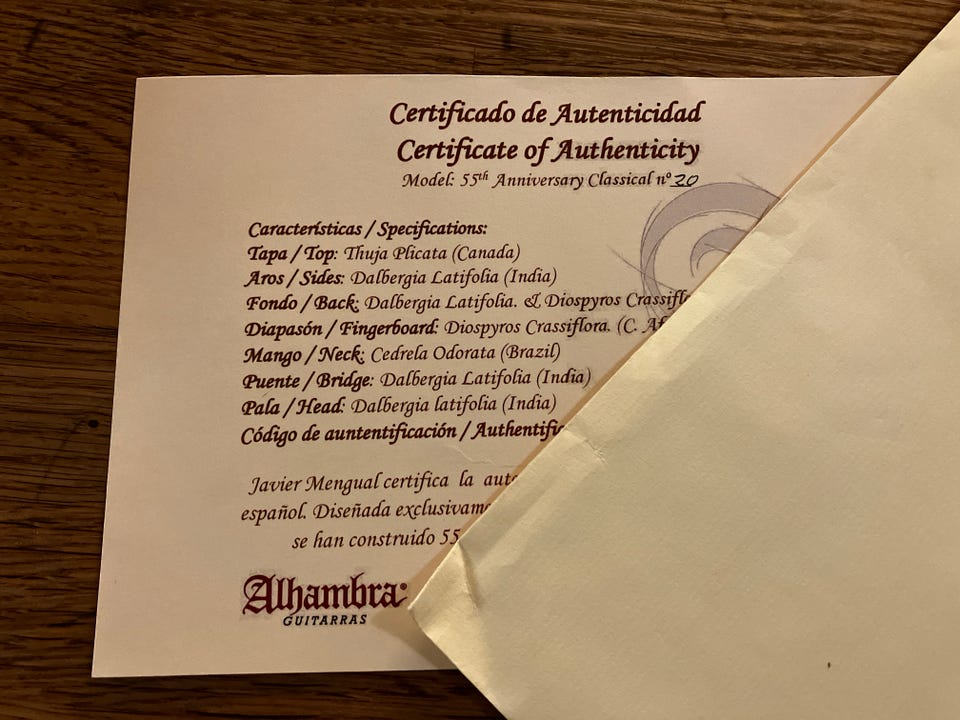 Certificado de Autenticidad
Certificate of Authenticity
Model: 55th Anniversary Classical nº 20
Características / Specifications:
Tapa / Top: Thuja Plicata (Canada)
Aros / Sides: Dalbergia Latifolia (India)
Fondo / Back: Dalbergia Latifolia. & Diospyros
Diapasón / Fingerboard: Diospyros Crassiflora. (C.
Mango / Neck: Cedrela Odorata (Brazil)
Puente / Bridge: Dalbergia Latifolia (India)
Pala / Head: Dalbergia latifolia (India)
Código de auntentificación /
Javier Mengual certifica la
español. Diseñada
se han construido 55
Alhambra®
GUITARRAS